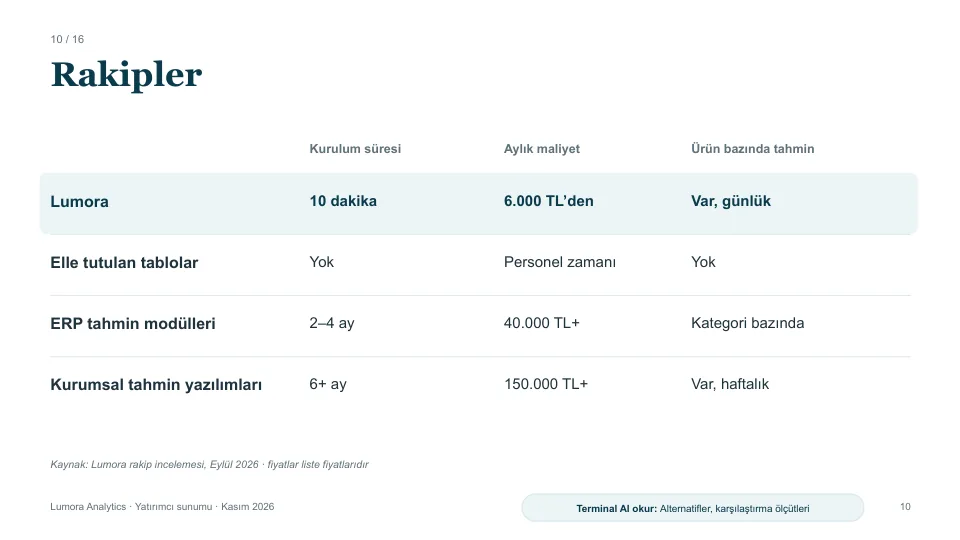 10 / 16
Rakipler
Kurulum süresi Aylık maliyet Ürün bazında tahmin
Lumora 10 dakika 6.000 TL’den Var, günlük
Elle tutulan tablolar Yok Personel zamanı Yok
ERP tahmin modülleri 2–4 ay 40.000 TL+ Kategori bazında
Kurumsal tahmin yazılımları 6+ ay 150.000 TL+ Var, haftalık
Kaynak: Lumora rakip incelemesi, Eylül 2026 · fiyatlar liste fiyatlarıdır
Lumora Analytics · Yatırımcı sunumu · Kasım 2026 Terminal AI okur: Alternatifler, karşılaştırma ölçütleri 10